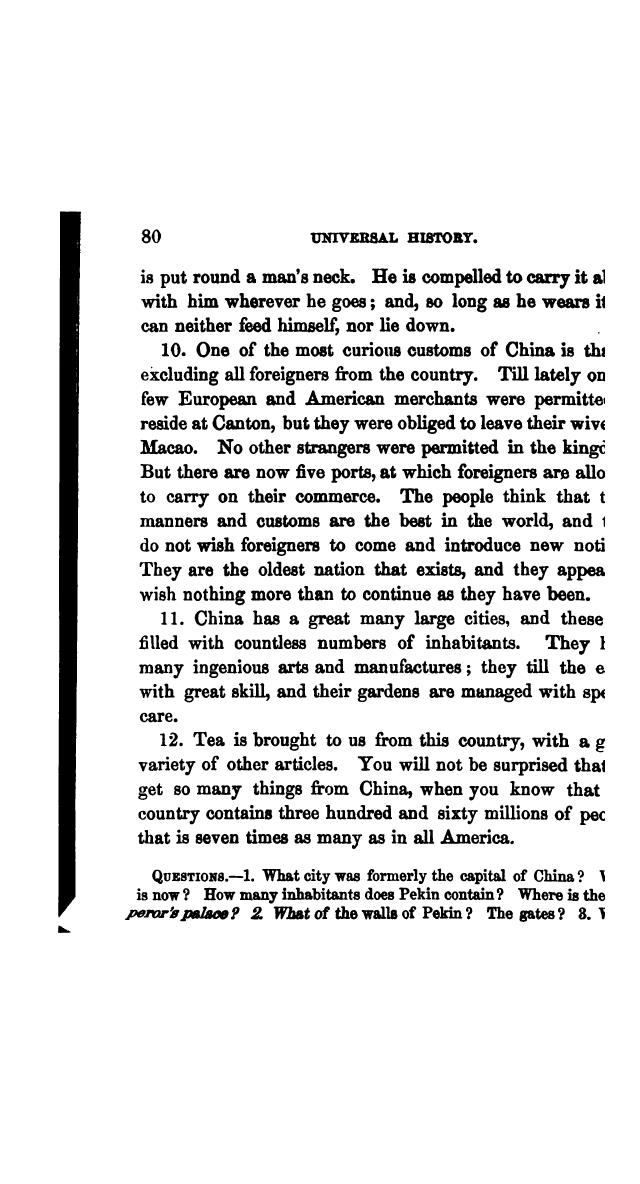 80 UNIVERSAL HISTORY.
is put round a man's neck. He is compelled to carry it al
with him wherever he goes; and, so long as he wears it
can neither feed himself, nor lie down.
10. One of the most curious customs of China is tha
excluding all foreigners from the country. Till lately on
few European and American merchants were permitte
reside at Canton, but they were obliged to leave their wive
Macao. No other strangers were permitted in the kingd
But there are now five ports, at which foreigners are allo
to carry on their commerce. The people think that t
manners and customs are the best in the world, and t
do not wish foreigners to come and introduce new noti
They are the oldest nation that exists, and they appea
wish nothing more than to continue as they have been.
11. China has a great many large cities, and these
filled with countless numbers of inhabitants. They h
many ingenious arts and manufactures; they till the e
with great skill, and their gardens are managed with spe
care.
12. Tea is brought to us from this country, with a g
variety of other articles. You will not be surprised that
get so many things from China, when you know that
country contains three hundred and sixty millions of peo
that is seven times as many as in all America.
QUESTIONS.—1. What city was formerly the capital of China? W
is now? How many inhabitants does Pekin contain? Where is the
peror's palace? 2. What of the walls of Pekin? The gates? 3. W